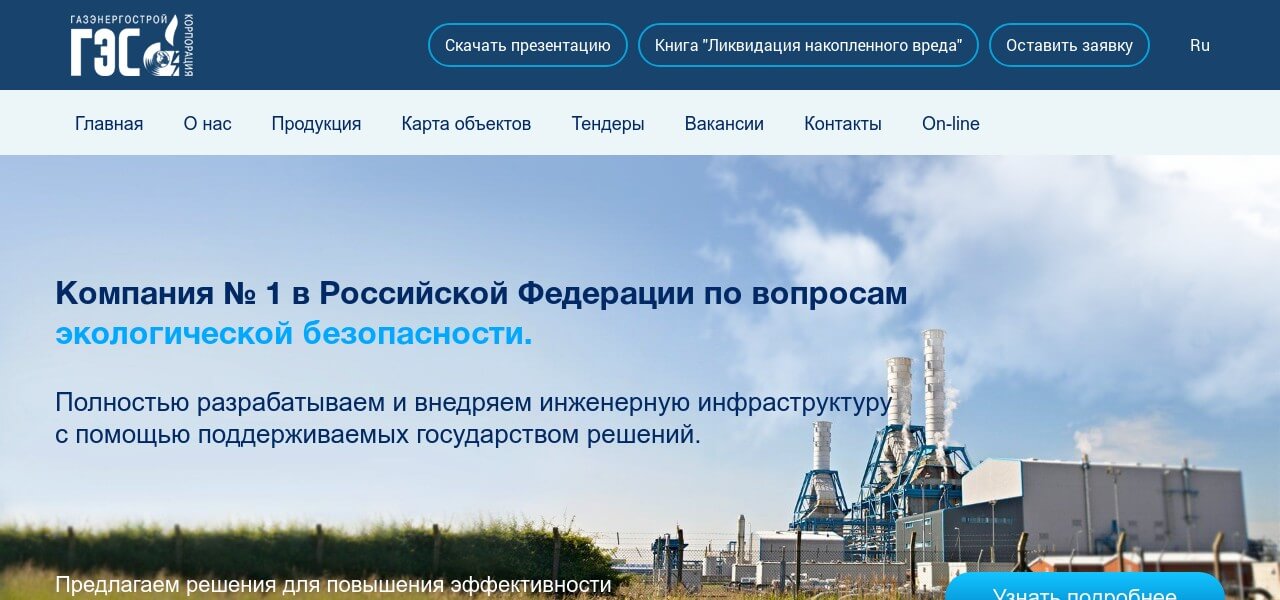 ГАЗЭНЕРГОСТРОЙ
КОРПОРАЦИЯ
ГЭС
Скачать презентацию
Книга "Ликвидация накопленного вреда"
Оставить заявку
Ru
Главная
О нас
Продукция
Карта объектов
Тендеры
Вакансии
Контакты
On-line
Компания № 1 в Российской Федерации по вопросам
экологической безопасности.
Полностью разрабатываем и внедряем инженерную инфраструктуру
с помощью поддерживаемых государством решений.
Предлагаем решения для повышения эффективности
Узнать подробнее